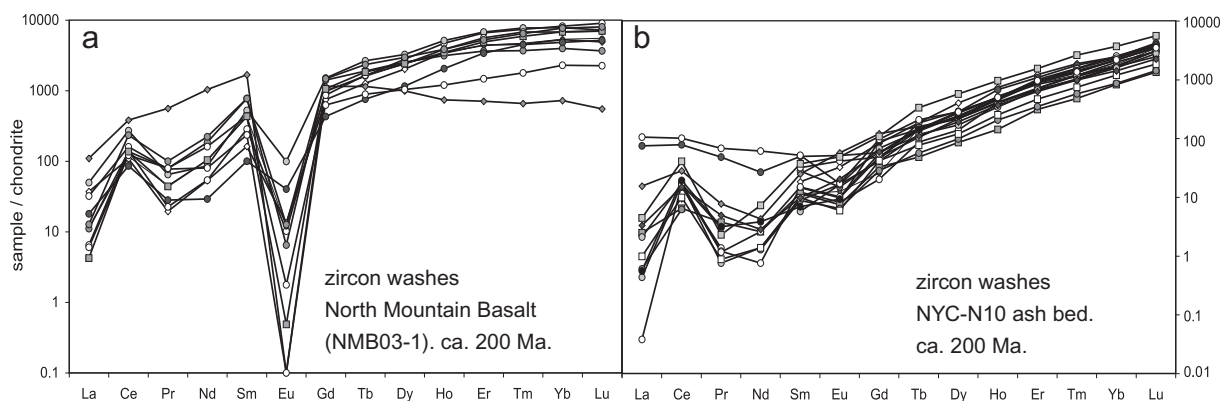 a
sample / chondrite
10000
1000
100
10
1
0.1
zircon washes
North Mountain Basalt
(NMB03-1). ca. 200 Ma.
La Ce Pr Nd Sm Eu Gd Tb Dy Ho Er Tm Yb Lu
b
10000
1000
100
10
1
0.1
0.01
zircon washes
NYC-N10 ash bed.
ca. 200 Ma.
La Ce Pr Nd Sm Eu Gd Tb Dy Ho Er Tm Yb Lu